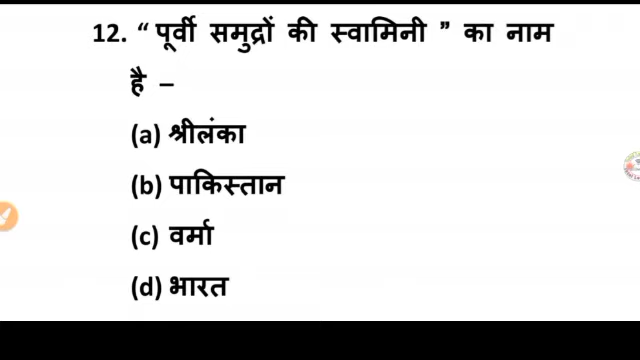 12. “ पूर्वी समुद्रों की स्वामिनी ” का नाम
है –
(a) श्रीलंका
(b) पाकिस्तान
(c) वर्मा
(d) भारत